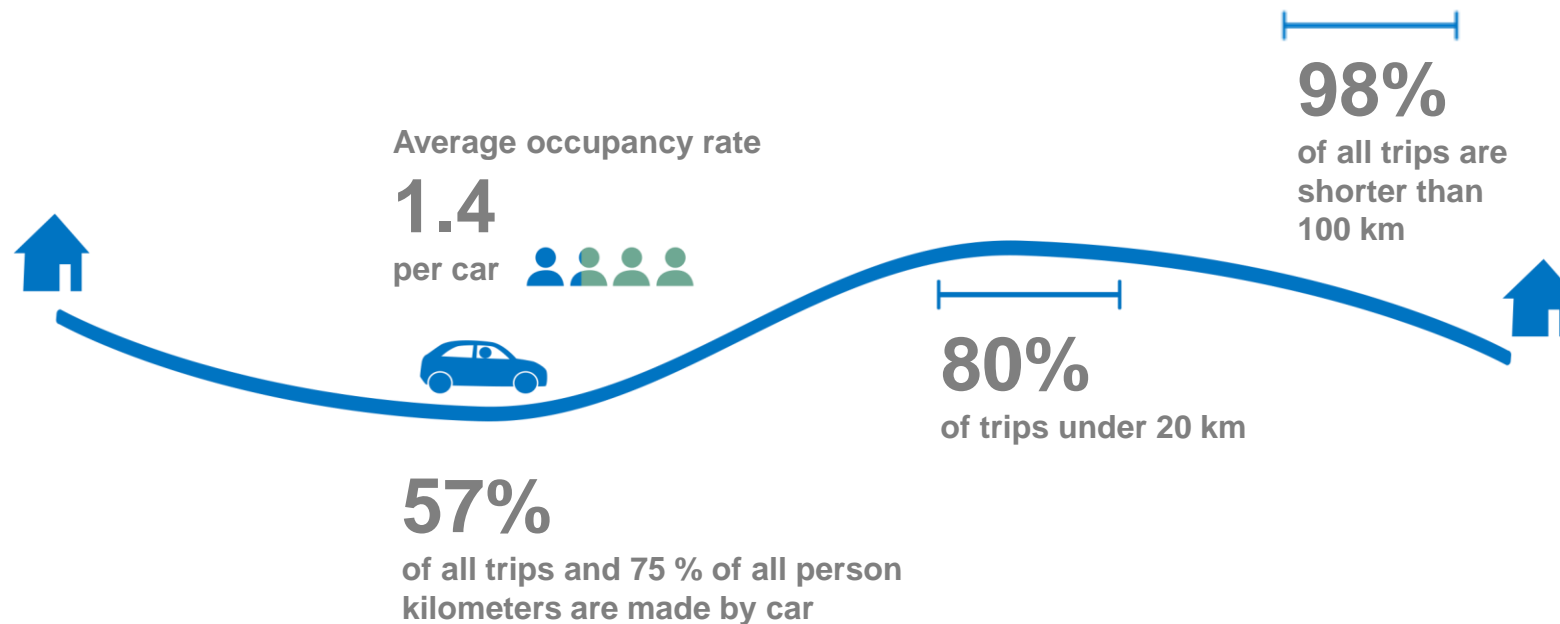 Average occupancy rate
1.4
per car
57%
of all trips and 75 % of all person
kilometers are made by car
80%
of trips under 20 km
98%
of all trips are
shorter than
100 km